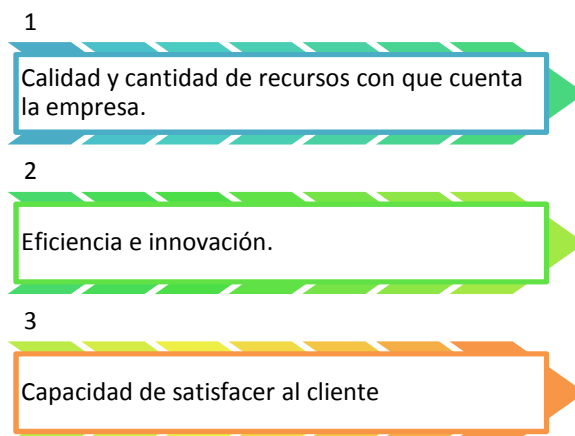 1
Calidad y cantidad de recursos con que cuenta
la empresa.
2
Eficiencia e innovación.
3
Capacidad de satisfacer al cliente